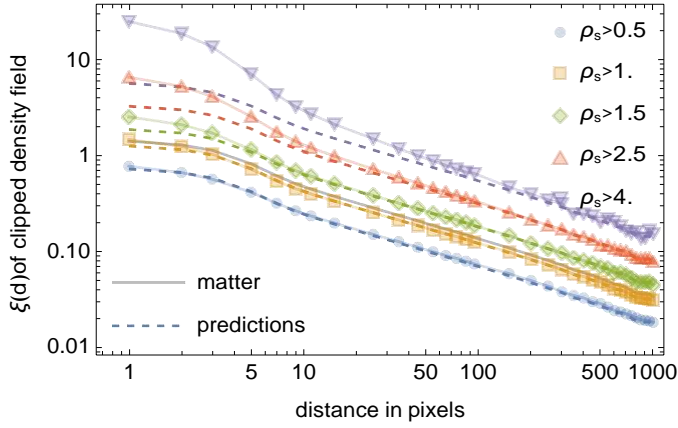 ξ(d)of clipped density field
10
1
0.10
0.01
ρs>0.5
ρs>1.
ρs>1.5
ρs>2.5
ρs>4.
matter
predictions
1 5 10 50 100 500 1000
distance in pixels